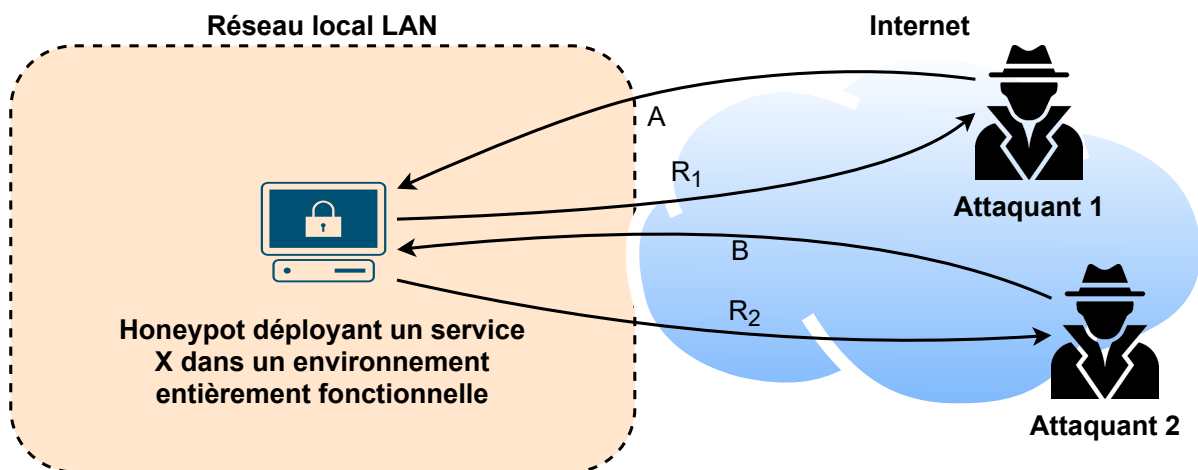 Réseau local LAN
Internet
A
R1
Attaquant 1
B
R2
Honeypot déployant un service
X dans un environnement
entièrement fonctionnelle
Attaquant 2